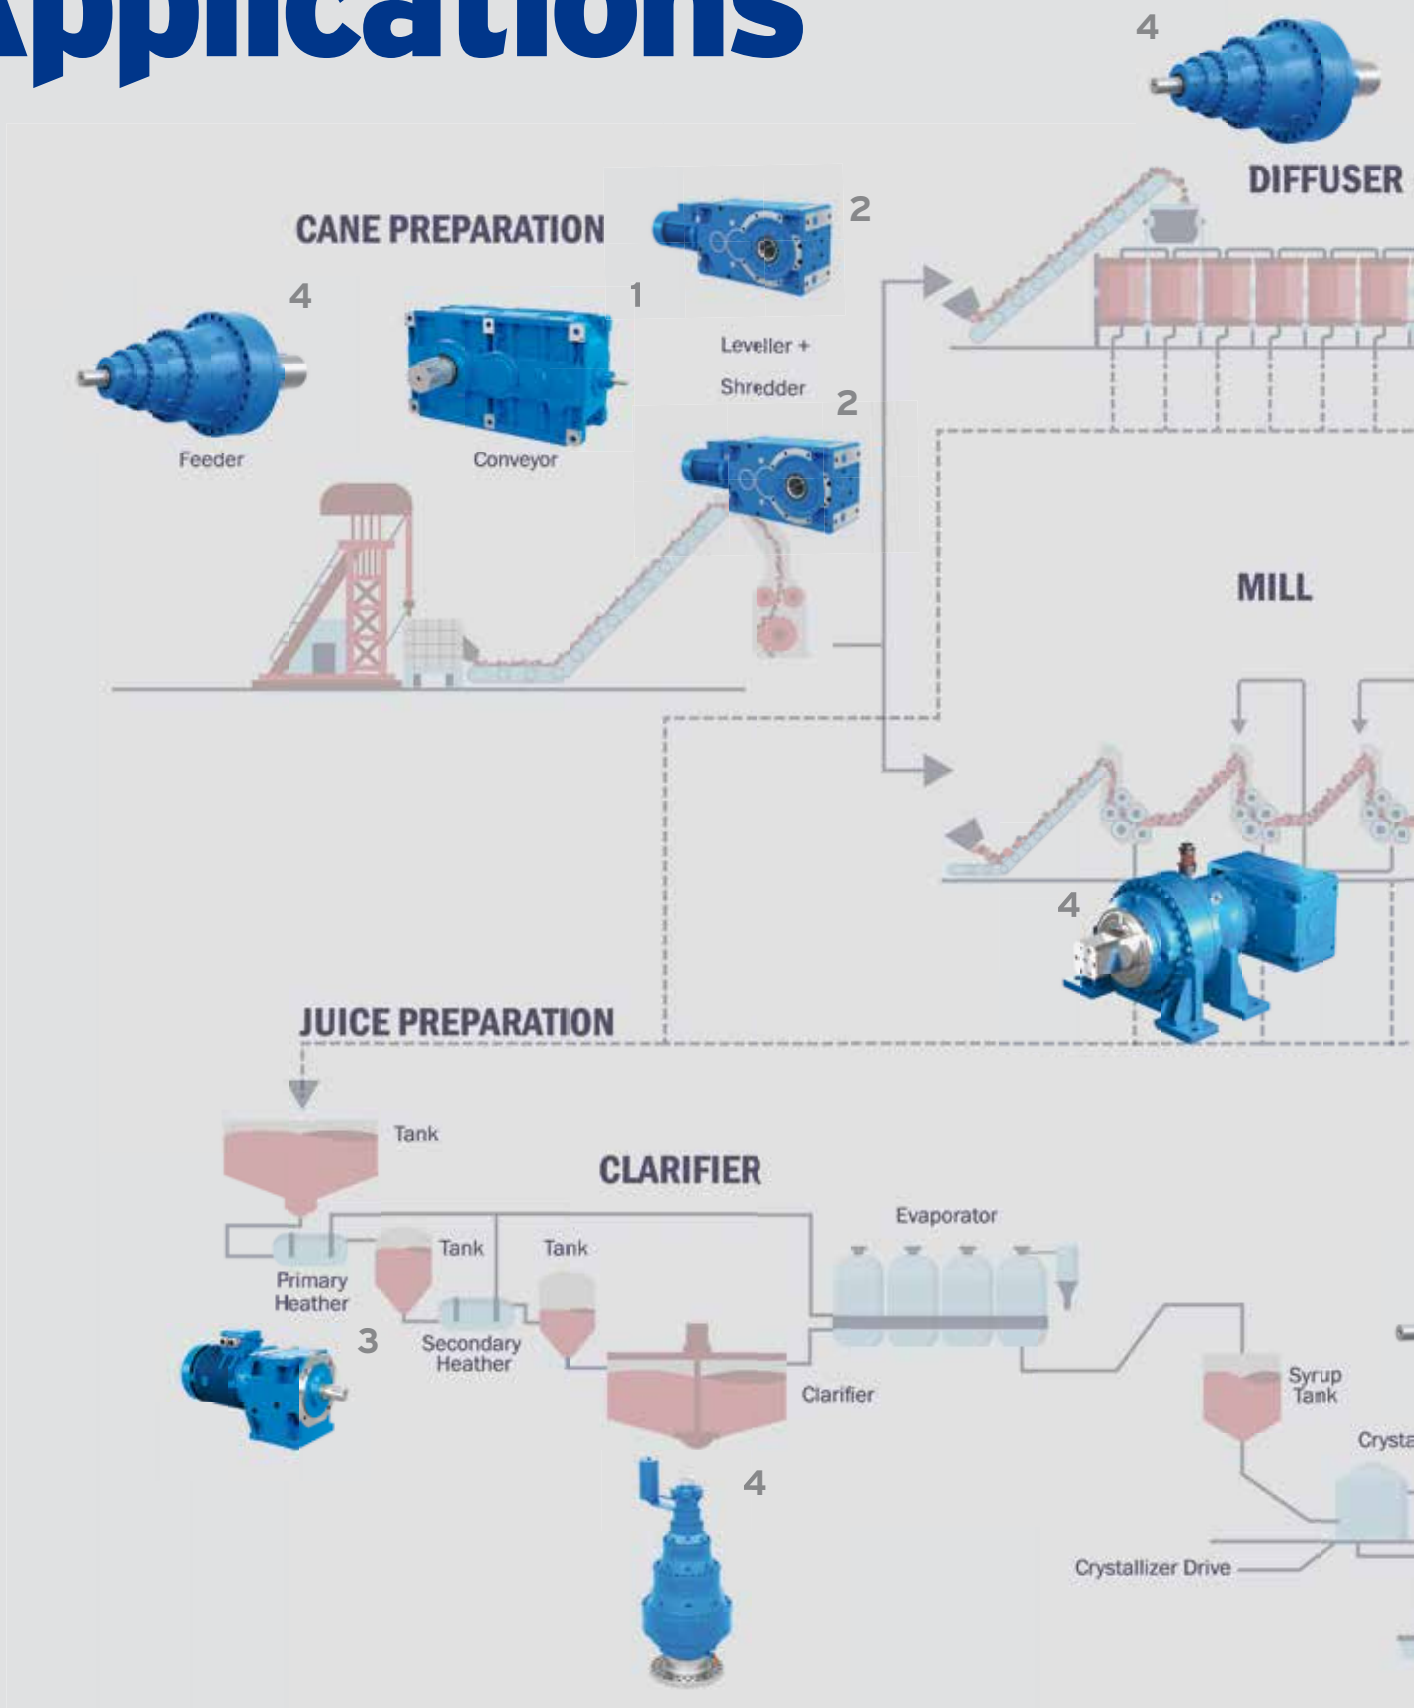 Applications
4
DIFFUSER
CANE PREPARATION
2
4
1
Leveller +
Shredder
2
Feeder
Conveyor
MILL
4
JUICE PREPARATION
Tank
CLARIFIER
Evaporator
Tank
Tank
Primary
Heather
3
Secondary
Heather
Clarifier
Syrup
Tank
Crysta
4
Crystallizer Drive